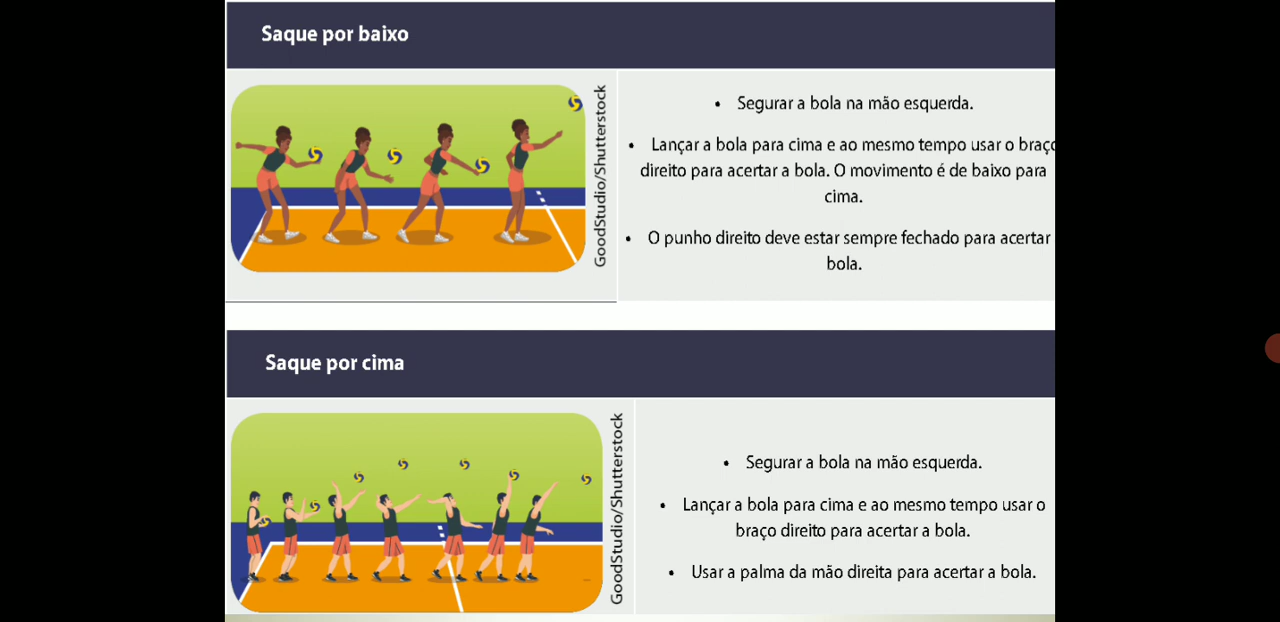 Saque por baixo
GoodStudio/Shutterstock
• Segurar a bola na mão esquerda.
• Lançar a bola para cima e ao mesmo tempo usar o braço
direito para acertar a bola. O movimento é de baixo para
cima.
• O punho direito deve estar sempre fechado para acertar
bola.
Saque por cima
GoodStudio/Shutterstock
• Segurar a bola na mão esquerda.
• Lançar a bola para cima e ao mesmo tempo usar o
braço direito para acertar a bola.
• Usar a palma da mão direita para acertar a bola.